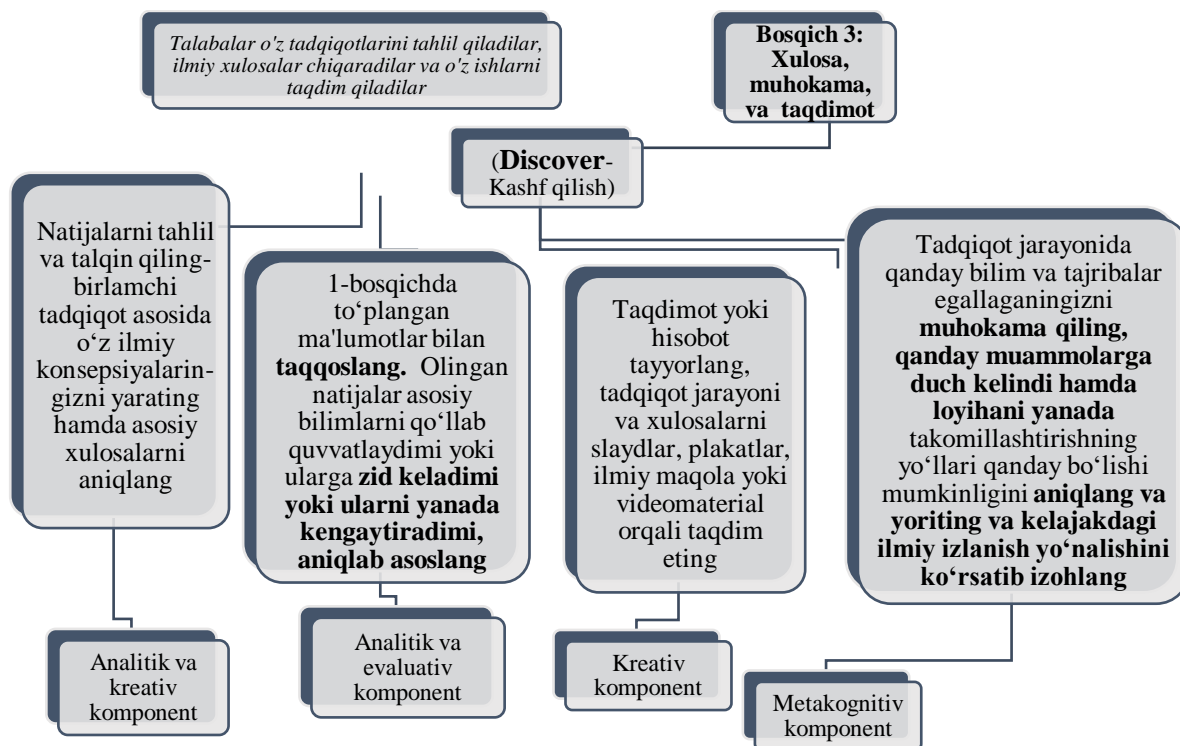 Talabalar o'z tadqiqotlarini tahlil qiladilar,
ilmiy xulosalar chiqaradilar va o'z ishlarni
taqdim qiladilar
Bosqich 3:
Xulosa,
muhokama,
va taqdimot
(Discover-
Kashf qilish)
Natijalarni tahlil
va talqin qiling-
birlamchi
tadqiqot asosida
o‘z ilmiy
konsepsiyalarin-
gizni yarating
hamda asosiy
xulosalarni
aniqlang
1-bosqichda
to‘plangan
ma'lumotlar bilan
taqqoslang. Olingan
natijalar asosiy
bilimlarni qo‘llab
quvvatlaydimi yoki
ularga zid keladimi
yoki ularni yanada
kengaytiradimi,
aniqlab asoslang
Taqdimot yoki
hisobot
tayyorlang,
tadqiqot jarayoni
va xulosalarni
slaydlar, plakatlar,
ilmiy maqola yoki
videomaterial
orqali taqdim
eting
Tadqiqot jarayonida
qanday bilim va tajribalar
egallaganingizni
muhokama qiling,
qanday muammolarga
duch kelindi hamda
loyihani yanada
takomillashtirishning
yo‘llari qanday bo‘lishi
mumkinligini aniqlang va
yoriting va kelajakdagi
ilmiy izlanish yo‘nalishini
ko‘rsatib izohlang
Analitik va
kreativ
komponent
Analitik va
evaluativ
komponent
Kreativ
komponent
Metakognitiv
komponent